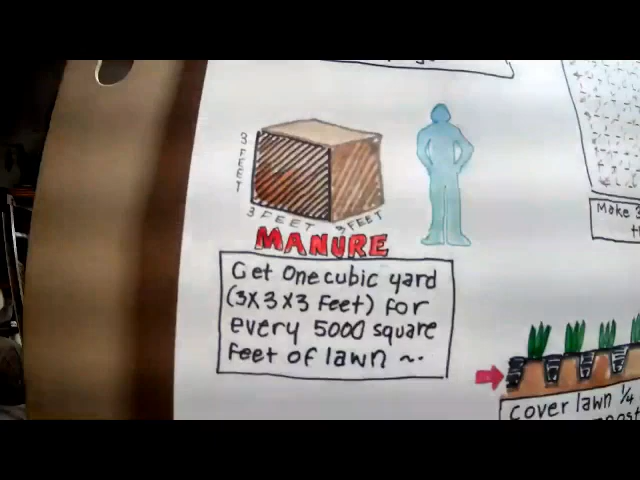 3 FEET
3 FEET
3 FEET
MANURE
Get One cubic yard
(3x3x3 Feet) for
every 5000 square
Feet of lawn ~.
Make
Cover lawn 1/4